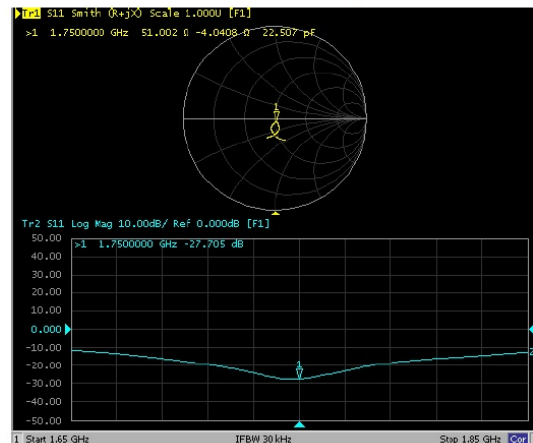 Tr1 S11 Smith (R+jX) Scale 1.000U [F1]
>1 1.7500000 GHz 51.002 Ω -4.0408 Ω 22.507 pF
1
Tr2 S11 Log Mag 10.00dB/ Ref 0.000dB [F1]
50.00
>1 1.7500000 GHz -27.705 dB
40.00
30.00
20.00
10.00
0.000
-10.00
-20.00
1
-30.00
-40.00
-50.00
1 Start 1.65 GHz IFBW 30 kHz Stop 1.85 GHz Cor